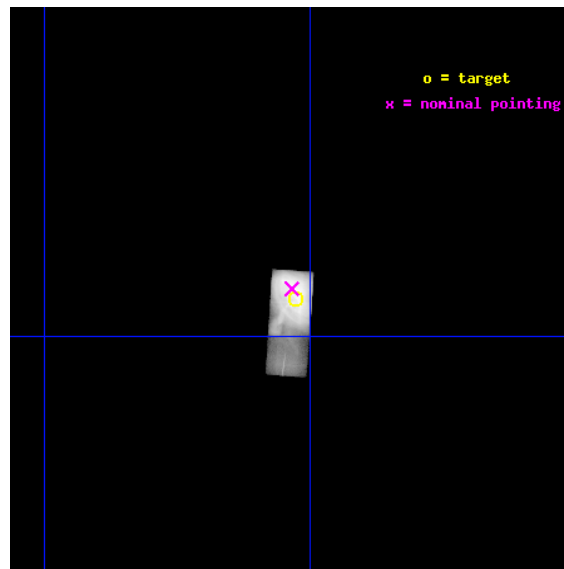 o = target
x = nominal pointing